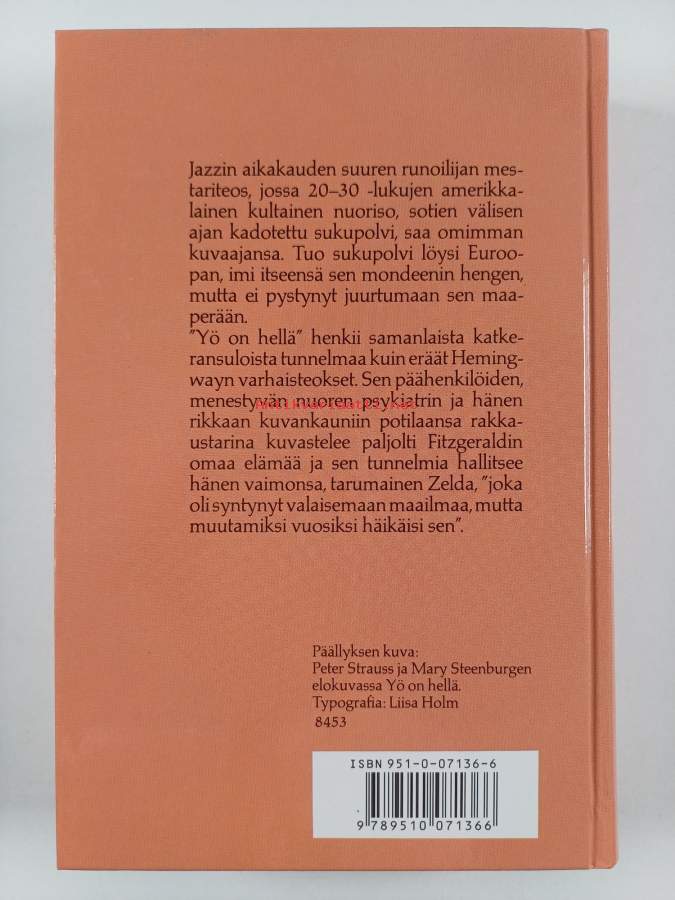 Jazzin aikakauden suuren runoilijan mes-
tariteos, jossa 20–30 -lukujen amerikka-
lainen kultainen nuoriso, sotien välisen
ajan kadotettu sukupolvi, saa omimman
kuvaajansa. Tuo sukupolvi löysi Euroo-
pan, imi itseensä sen mondeenin hengen,
mutta ei pystynyt juurtumaan sen maa-
perään.
"Yö on hellä" henkii samanlaista katke-
ransuloista tunnelmaa kuin eräät Heming-
wayn varhaisteokset. Sen päähenkilöiden,
menestyvän nuoren psykiatrin ja hänen
antikvariaatti.net
rikkaan kuvankauniin potilaansa rakka-
ustarina kuvastelee paljolti Fitzgeraldin
omaa elämää ja sen tunnelmia hallitsee
hänen vaimonsa, tarumainen Zelda, "joka
oli syntynyt valaisemaan maailmaa, mutta
muutamiksi vuosiksi häikäisi sen".
Päällyksen kuva:
Peter Strauss ja Mary Steenburgen
elokuvassa Yö on hellä.
Typografia: Liisa Holm
8453
ISBN 951-0-07136-6
9 789510 071366